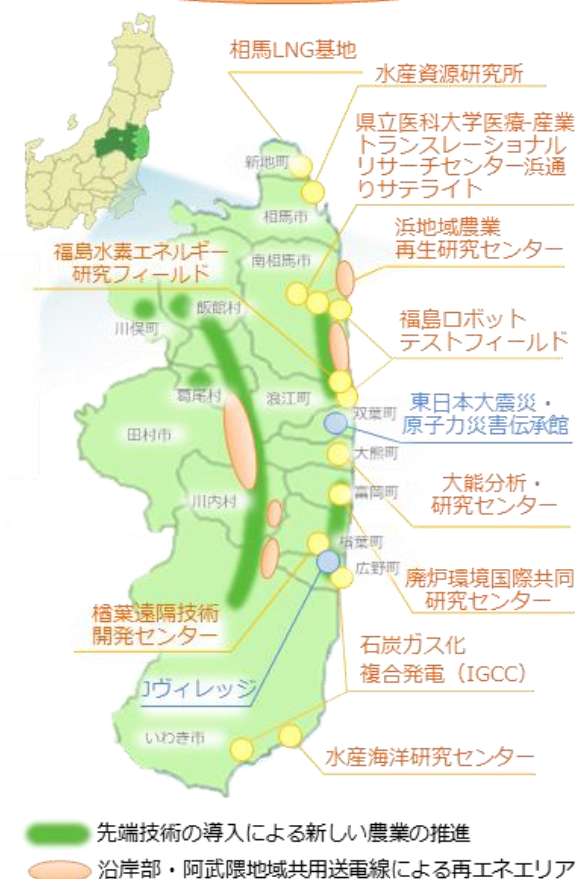 相馬LNG基地
水産資源研究所
県立医科大学医療-産業
トランスレーショナル
リサーチセンター浜通
りサテライト
新地町
相馬市
浜地域農業
再生研究センター
福島水素エネルギー
研究フィールド
南相馬市
飯館村
川俣町
福島ロボット
テストフィールド
葛尾村
浪江町
双葉町
東日本大震災・
原子力災害伝承館
田村市
大熊町
大熊分析・
研究センター
富岡町
川内村
楢葉町
広野町
廃炉環境国際共同
研究センター
楢葉遠隔技術
開発センター
石炭ガス化
複合発電（IGCC）
Jヴィレッジ
いわき市
水産海洋研究センター
先端技術の導入による新しい農業の推進
沿岸部・阿武隈地域共用送電線による再エネエリア